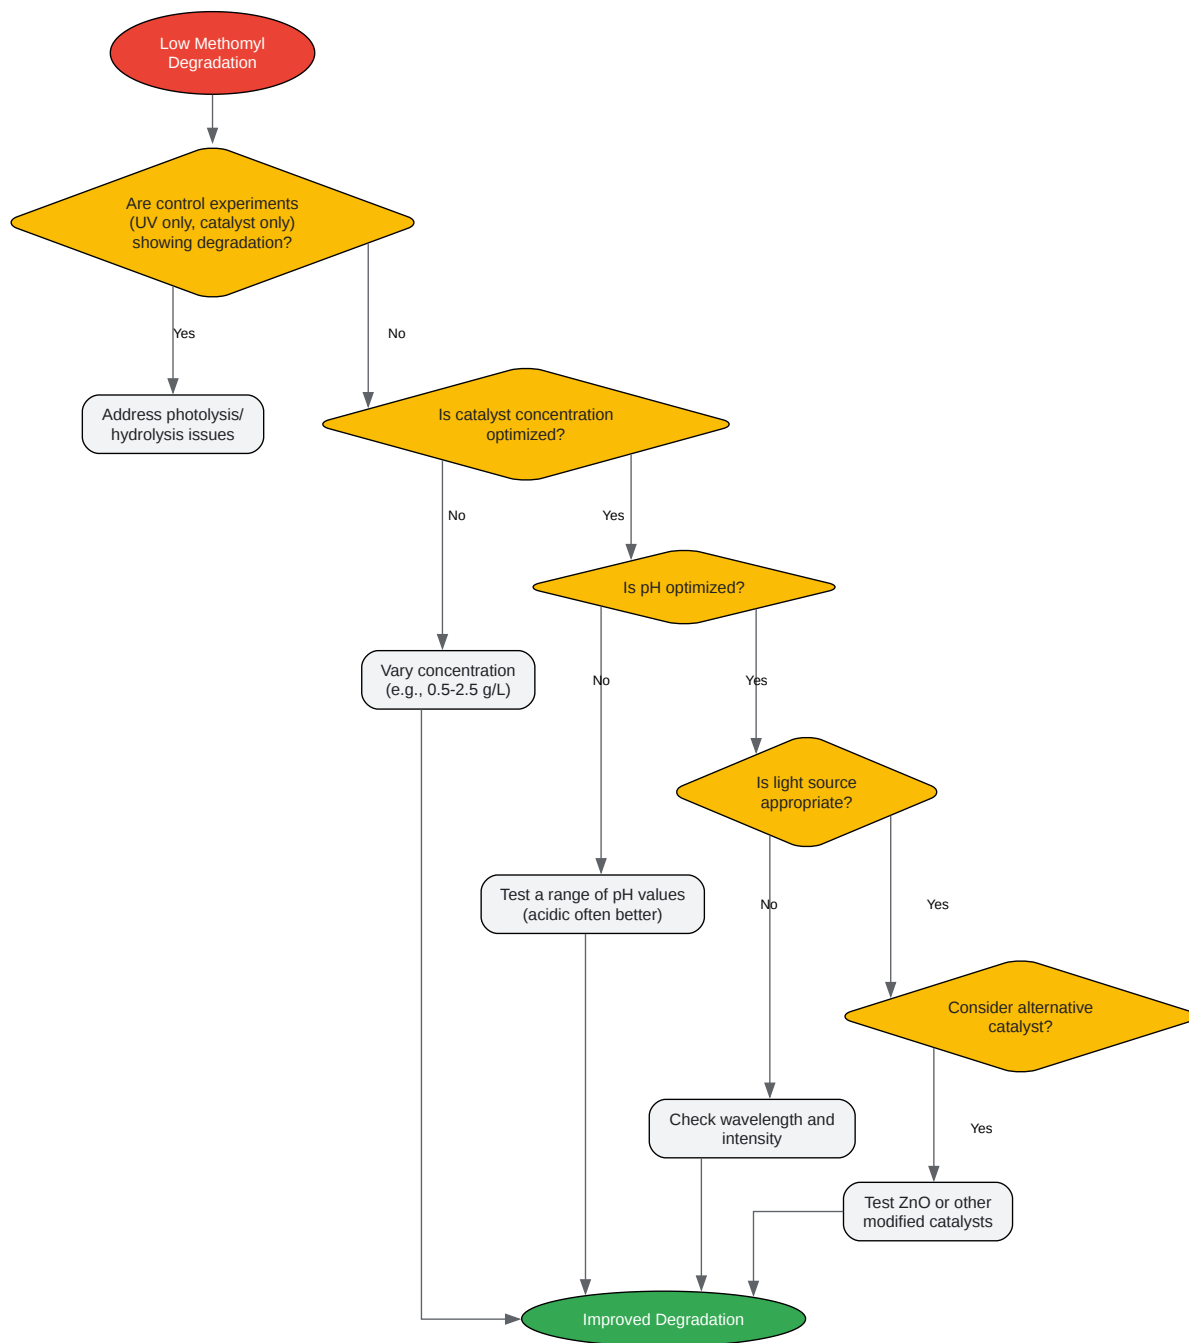 Low Methomyl
Degradation
Are control experiments
(UV only, catalyst only)
showing degradation?
Yes
No
Address photolysis/
hydrolysis issues
Is catalyst concentration
optimized?
No
Yes
Is pH optimized?
Vary concentration
(e.g., 0.5-2.5 g/L)
No
Yes
Is light source
appropriate?
Test a range of pH values
(acidic often better)
No
Yes
Consider alternative
catalyst?
Check wavelength and
intensity
Yes
Test ZnO or other
modified catalysts
Improved Degradation